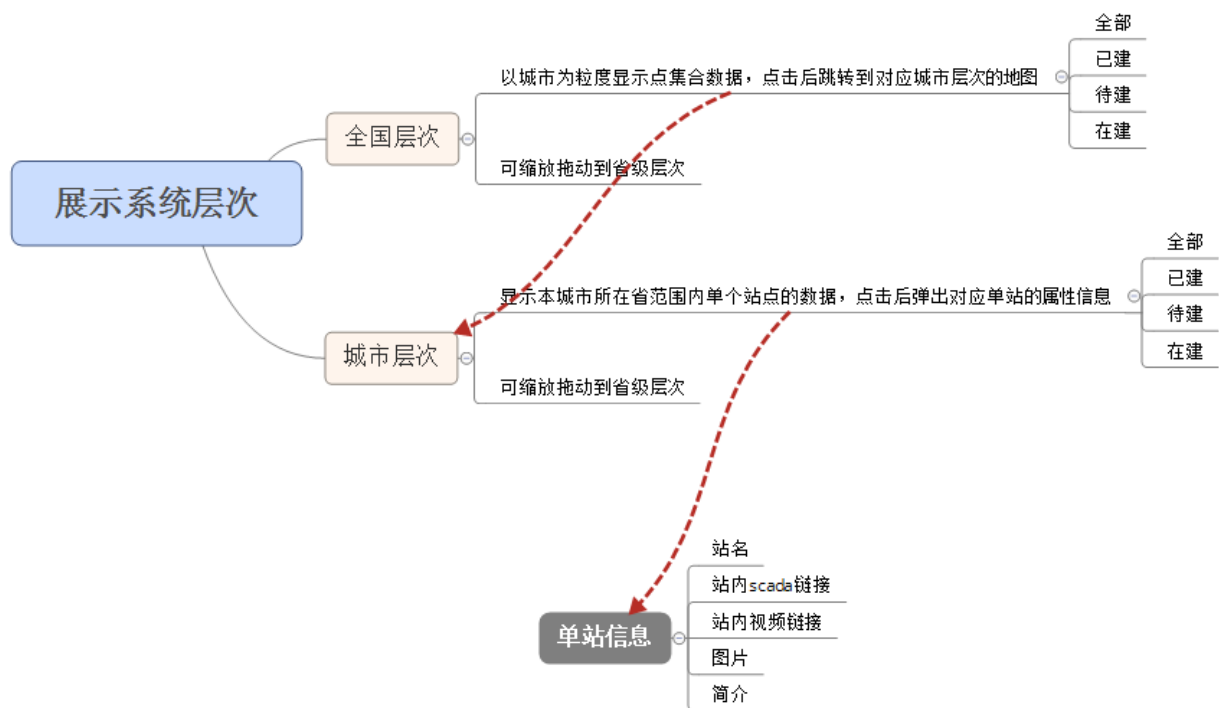 展示系统层次
全国层次
以城市为粒度显示点集合数据，点击后跳转到对应城市层次的地图
全部
已建
待建
在建
可缩放拖动到省级层次
城市层次
显示本城市所在省范围内单个站点的数据，点击后弹出对应单站的属性信息
全部
已建
待建
在建
可缩放拖动到省级层次
单站信息
站名
站内scada链接
站内视频链接
图片
简介